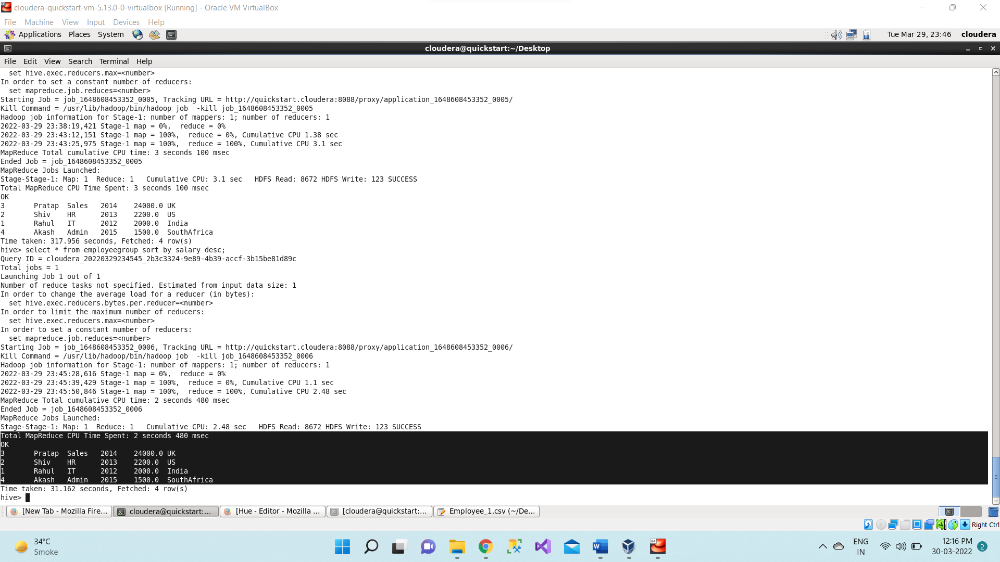 cloudera-quickstart-vm-5.13.0-0-virtualbox [Running] - Oracle VM VirtualBox
File Machine View Input Devices Help
Applications Places System Tue Mar 29, 23:46 cloudera
cloudera@quickstart:~/Desktop
File Edit View Search Terminal Help
  set hive.exec.reducers.max=<number>
In order to set a constant number of reducers:
  set mapreduce.job.reduces=<number>
Starting Job = job_1648608453352_0005, Tracking URL = http://quickstart.cloudera:8088/proxy/application_1648608453352_0005/
Kill Command = /usr/lib/hadoop/bin/hadoop job  -kill job_1648608453352_0005
Hadoop job information for Stage-1: number of mappers: 1; number of reducers: 1
2022-03-29 23:38:19,421 Stage-1 map = 0%,  reduce = 0%
2022-03-29 23:43:12,151 Stage-1 map = 100%,  reduce = 0%, Cumulative CPU 1.38 sec
2022-03-29 23:43:25,975 Stage-1 map = 100%,  reduce = 100%, Cumulative CPU 3.1 sec
MapReduce Total cumulative CPU time: 3 seconds 100 msec
Ended Job = job_1648608453352_0005
MapReduce Jobs Launched:
Stage-Stage-1: Map: 1  Reduce: 1   Cumulative CPU: 3.1 sec   HDFS Read: 8672 HDFS Write: 123 SUCCESS
Total MapReduce CPU Time Spent: 3 seconds 100 msec
OK
3       Pratap  Sales   2014    24000.0 UK
2       Shiv    HR      2013    2200.0  US
1       Rahul   IT      2012    2000.0  India
4       Akash   Admin   2015    1500.0  SouthAfrica
Time taken: 317.956 seconds, Fetched: 4 row(s)
hive> select * from employeegroup sort by salary desc;
Query ID = cloudera_20220329234545_2b3c3324-9e89-4b39-accf-3b15be81d89c
Total jobs = 1
Launching Job 1 out of 1
Number of reduce tasks not specified. Estimated from input data size: 1
In order to change the average load for a reducer (in bytes):
  set hive.exec.reducers.bytes.per.reducer=<number>
In order to limit the maximum number of reducers:
  set hive.exec.reducers.max=<number>
In order to set a constant number of reducers:
  set mapreduce.job.reduces=<number>
Starting Job = job_1648608453352_0006, Tracking URL = http://quickstart.cloudera:8088/proxy/application_1648608453352_0006/
Kill Command = /usr/lib/hadoop/bin/hadoop job  -kill job_1648608453352_0006
Hadoop job information for Stage-1: number of mappers: 1; number of reducers: 1
2022-03-29 23:45:28,616 Stage-1 map = 0%,  reduce = 0%
2022-03-29 23:45:39,429 Stage-1 map = 100%,  reduce = 0%, Cumulative CPU 1.1 sec
2022-03-29 23:45:50,846 Stage-1 map = 100%,  reduce = 100%, Cumulative CPU 2.48 sec
MapReduce Total cumulative CPU time: 2 seconds 480 msec
Ended Job = job_1648608453352_0006
MapReduce Jobs Launched:
Stage-Stage-1: Map: 1  Reduce: 1   Cumulative CPU: 2.48 sec   HDFS Read: 8672 HDFS Write: 123 SUCCESS
Total MapReduce CPU Time Spent: 2 seconds 480 msec
OK
3       Pratap  Sales   2014    24000.0 UK
2       Shiv    HR      2013    2200.0  US
1       Rahul   IT      2012    2000.0  India
4       Akash   Admin   2015    1500.0  SouthAfrica
Time taken: 31.162 seconds, Fetched: 4 row(s)
hive>
[New Tab - Mozilla Fire... cloudera@quickstart:... [Hue - Editor - Mozilla ... [cloudera@quickstart:... Employee_1.csv (~/De...
Right Ctrl
34°C
Smoke
ENG
IN
12:16 PM
30-03-2022
2